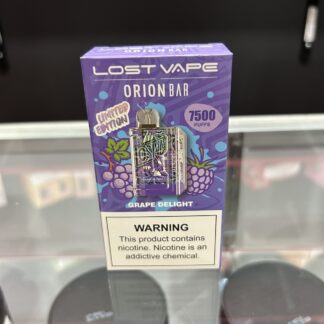 LOST VAPE
ORION BAR
LIMITED
EDITION
7500
PUFFS
GRAPE DELIGHT
WARNING
This product contains
nicotine. Nicotine is an
addictive chemical.